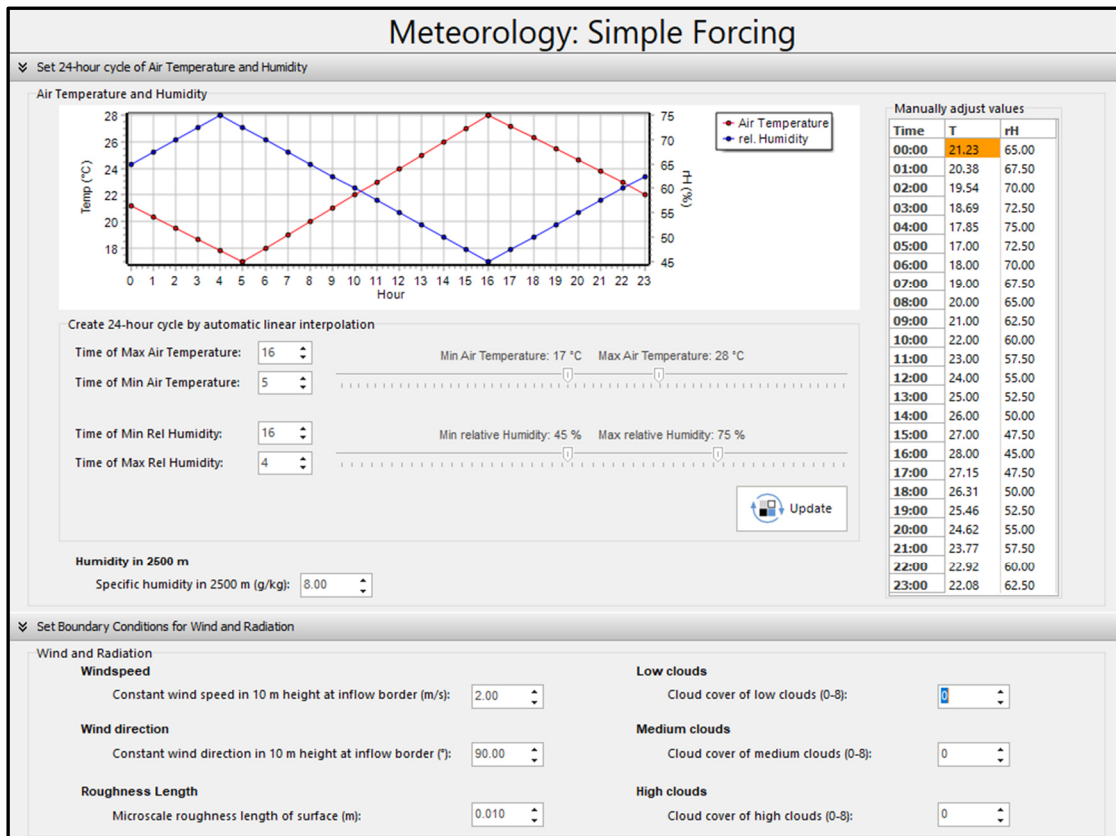 Meteorology: Simple Forcing
Set 24-hour cycle of Air Temperature and Humidity
Air Temperature and Humidity
28
26
24
22
20
18
Temp (°C)
75
70
65
60
55
50
45
rH (%)
0 1 2 3 4 5 6 7 8 9 10 11 12 13 14 15 16 17 18 19 20 21 22 23
Hour
Air Temperature
rel. Humidity
Manually adjust values
Time T rH
00:00 21.23 65.00
01:00 20.38 67.50
02:00 19.54 70.00
03:00 18.69 72.50
04:00 17.85 75.00
05:00 17.00 72.50
06:00 18.00 70.00
07:00 19.00 67.50
08:00 20.00 65.00
09:00 21.00 62.50
10:00 22.00 60.00
11:00 23.00 57.50
12:00 24.00 55.00
13:00 25.00 52.50
14:00 26.00 50.00
15:00 27.00 47.50
16:00 28.00 45.00
17:00 27.15 47.50
18:00 26.31 50.00
19:00 25.46 52.50
20:00 24.62 55.00
21:00 23.77 57.50
22:00 22.92 60.00
23:00 22.08 62.50
Create 24-hour cycle by automatic linear interpolation
Time of Max Air Temperature: 16
Min Air Temperature: 17 °C Max Air Temperature: 28 °C
Time of Min Air Temperature: 5
Time of Min Rel Humidity: 16
Min relative Humidity: 45 % Max relative Humidity: 75 %
Time of Max Rel Humidity: 4
Update
Humidity in 2500 m
Specific humidity in 2500 m (g/kg): 8.00
Set Boundary Conditions for Wind and Radiation
Wind and Radiation
Windspeed
Constant wind speed in 10 m height at inflow border (m/s): 2.00
Wind direction
Constant wind direction in 10 m height at inflow border (°): 90.00
Roughness Length
Microscale roughness length of surface (m): 0.010
Low clouds
Cloud cover of low clouds (0-8): 0
Medium clouds
Cloud cover of medium clouds (0-8): 0
High clouds
Cloud cover of high clouds (0-8): 0